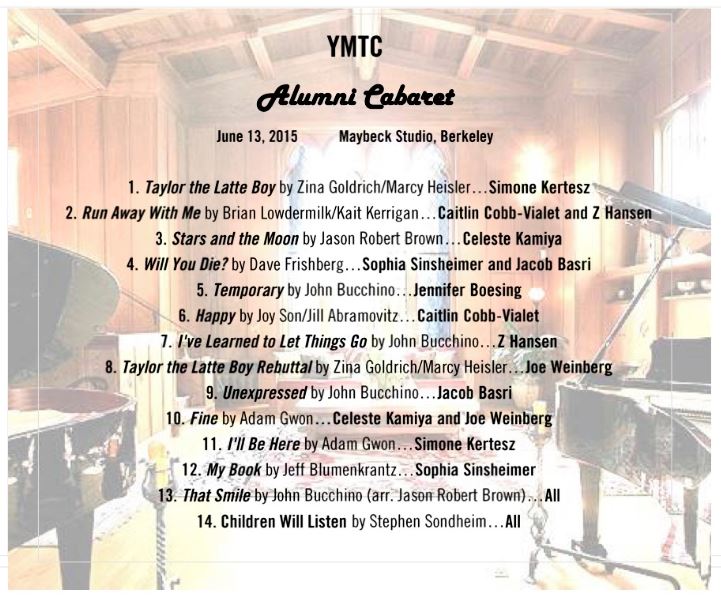 YMTC
Alumni Cabaret
June 13, 2015 Maybeck Studio, Berkeley
1. Taylor the Latte Boy by Zina Goldrich/Marcy Heisler...Simone Kertesz
2. Run Away With Me by Brian Lowdermilk/Kait Kerrigan...Caitlin Cobb-Vialet and Z Hansen
3. Stars and the Moon by Jason Robert Brown...Celeste Kamiya
4. Will You Die? by Dave Frishberg...Sophia Sinsheimer and Jacob Basri
5. Temporary by John Bucchino...Jennifer Boesing
6. Happy by Joy Son/Jill Abramovitz...Caitlin Cobb-Vialet
7. I've Learned to Let Things Go by John Bucchino...Z Hansen
8. Taylor the Latte Boy Rebuttal by Zina Goldrich/Marcy Heisler...Joe Weinberg
9. Unexpressed by John Bucchino...Jacob Basri
10. Fine by Adam Gwon...Celeste Kamiya and Joe Weinberg
11. I'll Be Here by Adam Gwon...Simone Kertesz
12. My Book by Jeff Blumenkrantz...Sophia Sinsheimer
13. That Smile by John Bucchino (arr. Jason Robert Brown)...All
14. Children Will Listen by Stephen Sondheim...All